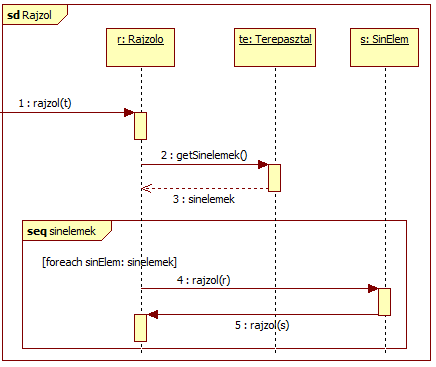 sd Rajzol
r: Rajzolo
te: Terepasztal
s: SinElem
1 : rajzol(t)
2 : getSinelemek()
3 : sinelemek
seq sinelemek
[foreach sinElem: sinelemek]
4 : rajzol(r)
5 : rajzol(s)